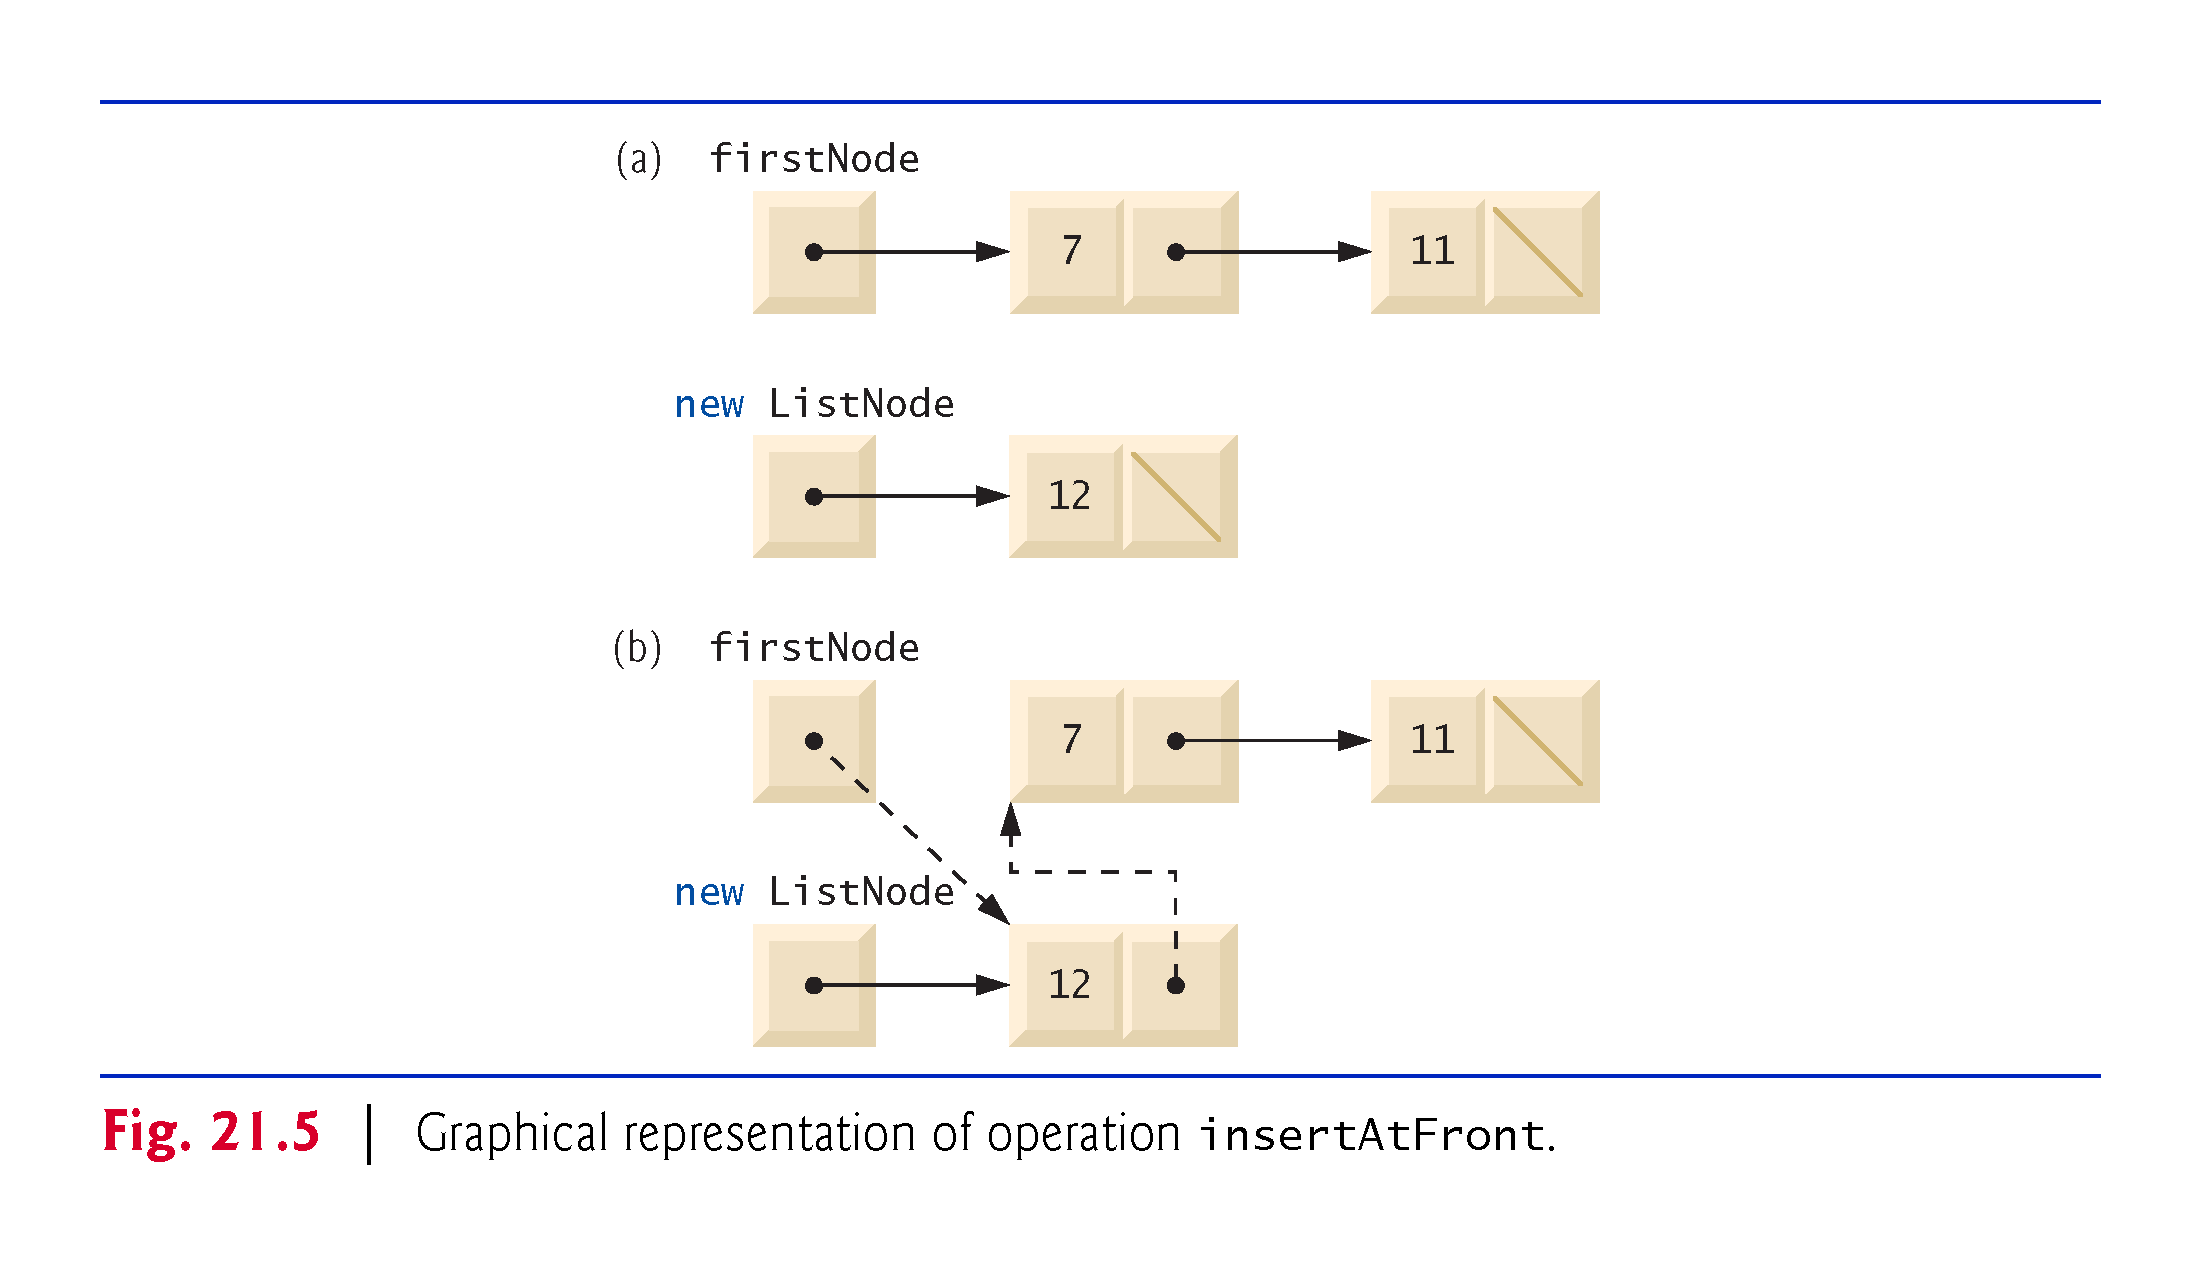 (a) firstNode
7 11
new ListNode
12
(b) firstNode
7 11
new ListNode
12
Fig. 21.5 | Graphical representation of operation insertAtFront.